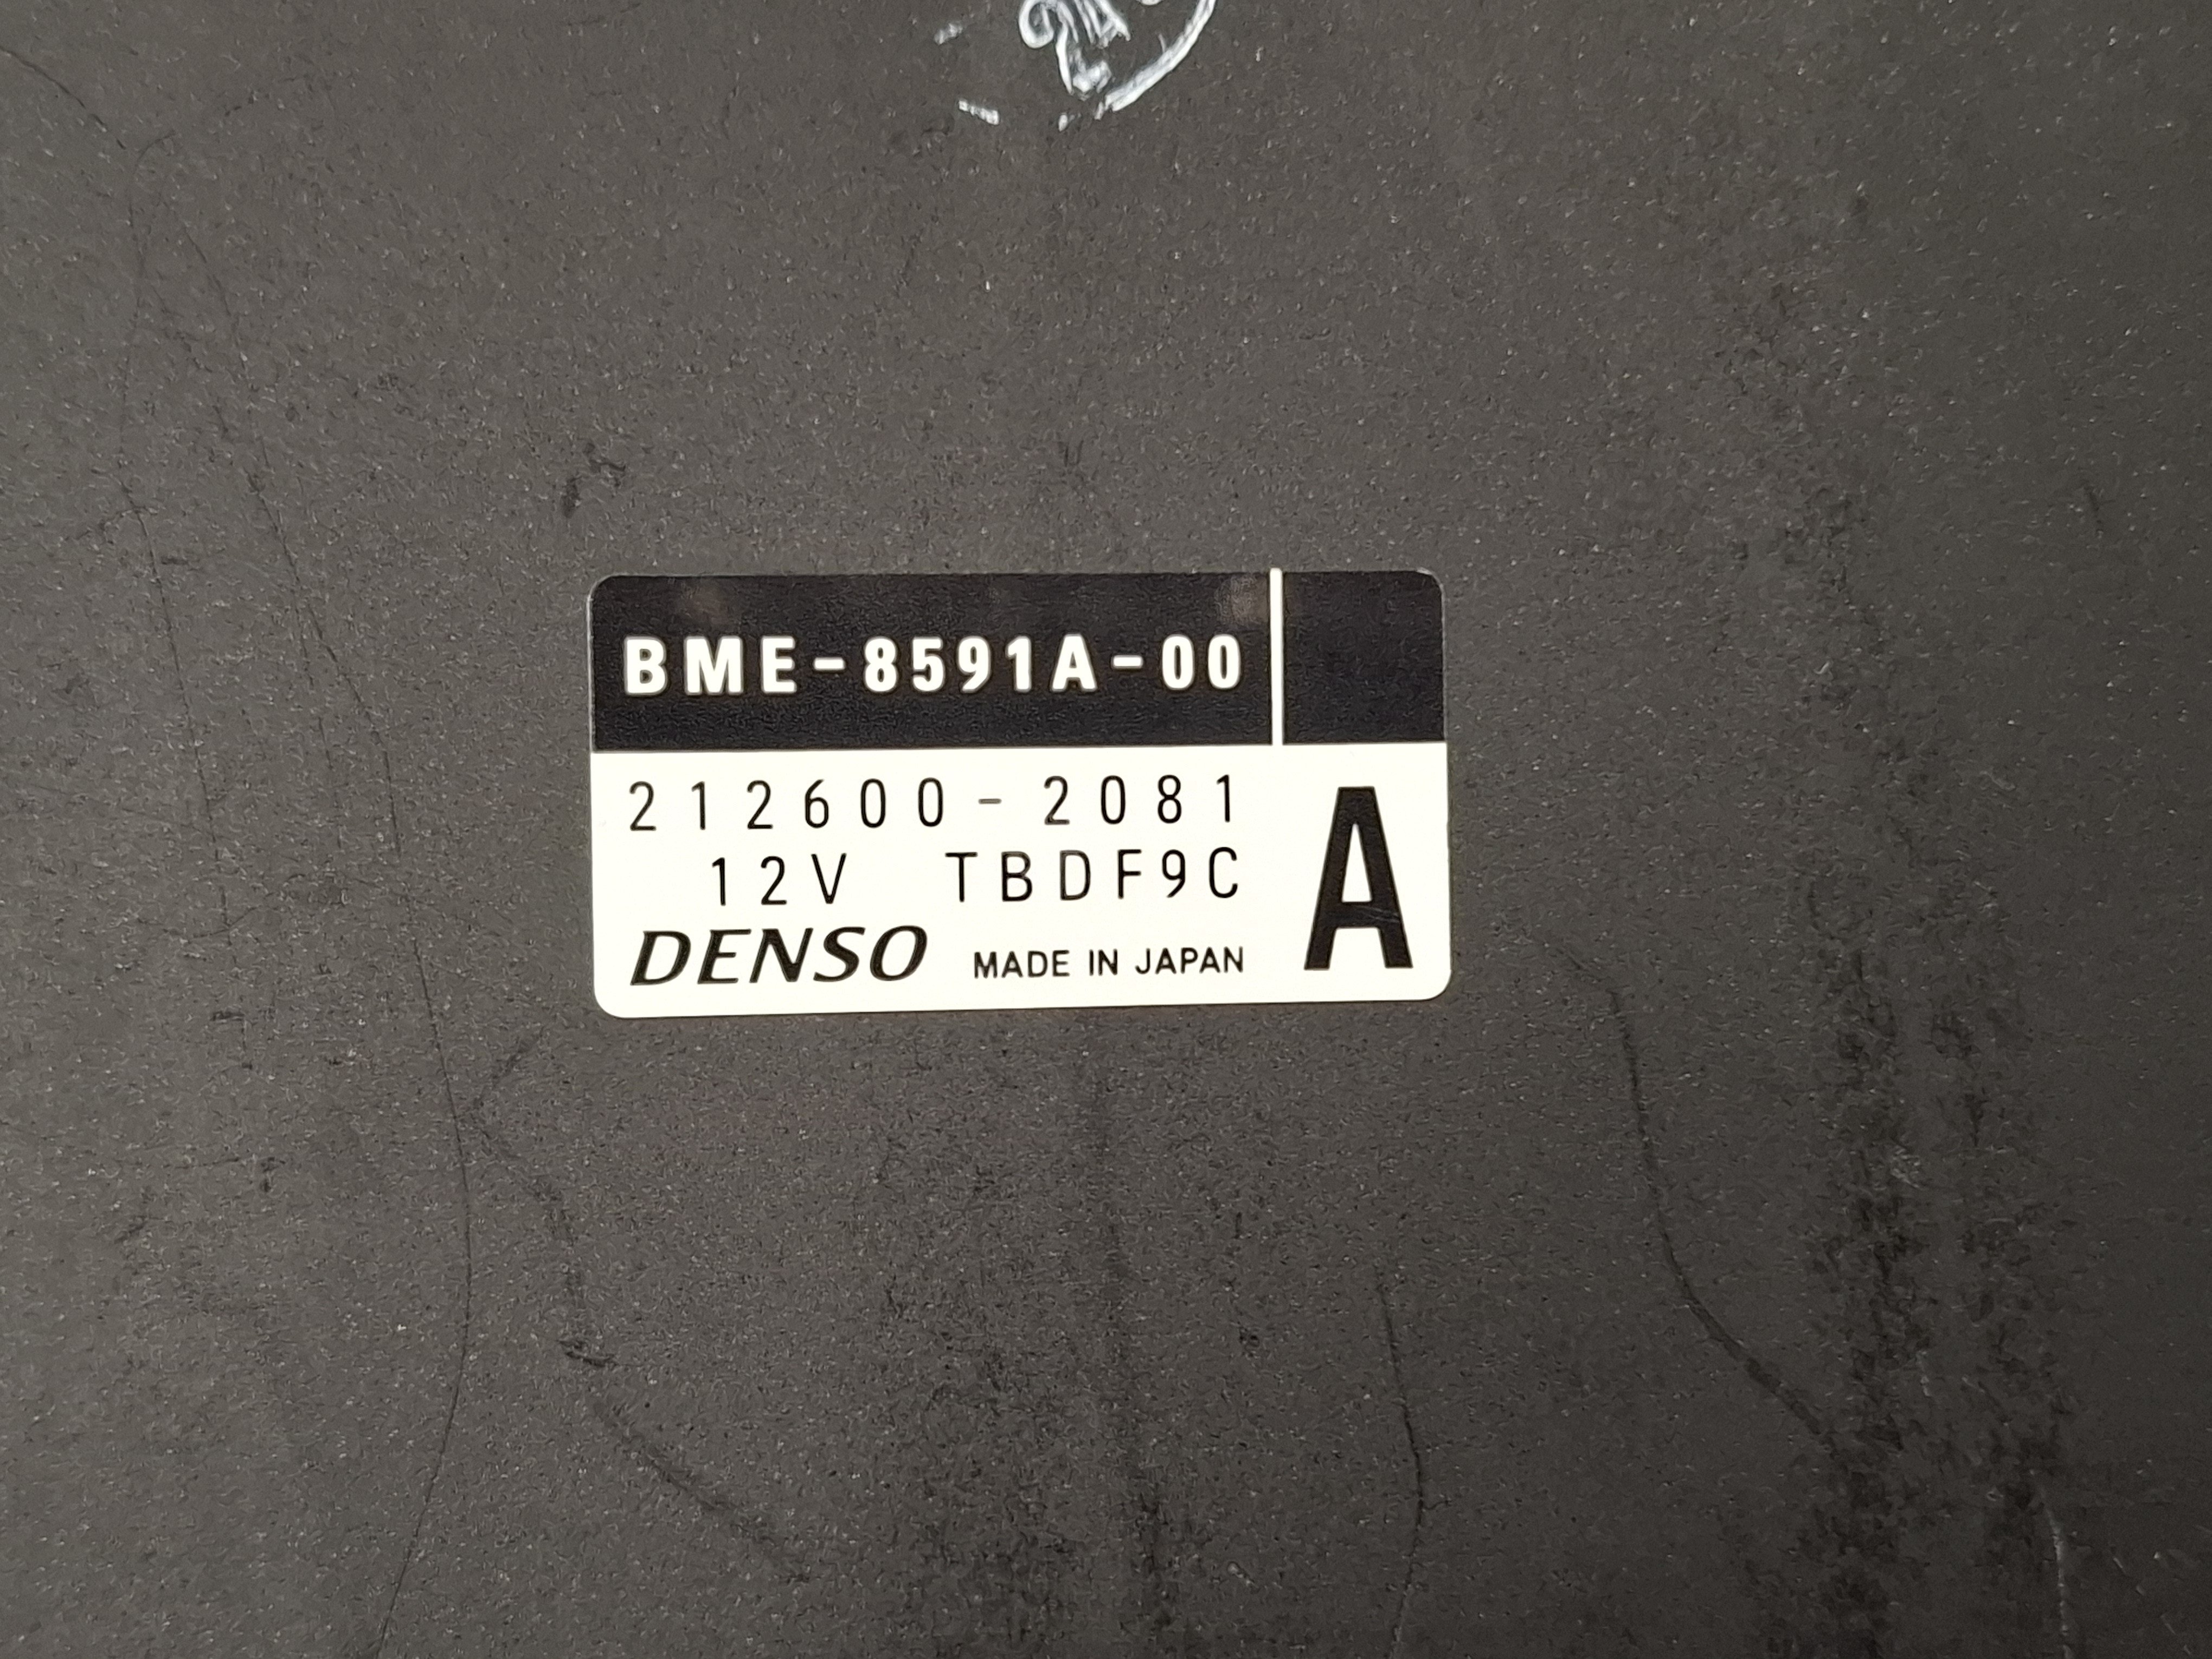 BME-8591A-00
212600-2081
12V TBDF9C
A
DENSO MADE IN JAPAN